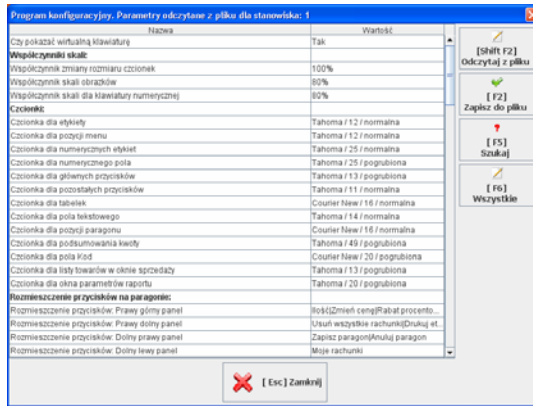 Program konfiguracyjny. Parametry odczytane z pliku dla stanowiska: 1
Nazwa Wartość
Czy pokazać wirtualną klawiaturę Tak
Współczynniki skali:
Współczynnik zmiany rozmiaru czcionek 100%
Współczynnik skali obrazków 80%
Współczynnik skali dla klawiatury numerycznej 80%
Czcionki:
Czcionka dla etykiety Tahoma / 12 / normalna
Czcionka dla pozycji menu Tahoma / 12 / normalna
Czcionka dla numerycznych etykiet Tahoma / 25 / normalna
Czcionka dla numerycznego pola Tahoma / 25 / pogrubiona
Czcionka dla głównych przycisków Tahoma / 13 / pogrubiona
Czcionka dla pozostałych przycisków Tahoma / 11 / normalna
Czcionka dla tabelek Courier New / 16 / normalna
Czcionka dla pola tekstowego Tahoma / 14 / normalna
Czcionka dla pozycji paragonu Courier New / 16 / normalna
Czcionka dla podsumowania kwoty Tahoma / 49 / pogrubiona
Czcionka dla pola Kod Courier New / 20 / pogrubiona
Czcionka dla listy towarów w oknie sprzedaży Tahoma / 13 / pogrubiona
Czcionka dla okna parametrów raportu Tahoma / 20 / pogrubiona
Rozmieszczenie przycisków na paragonie:
Rozmieszczenie przycisków: Prawy górny panel Ilość|Zmień cenę|Rabat procento...
Rozmieszczenie przycisków: Prawy dolny panel Usuń wszystkie rachunki|Drukuj et...
Rozmieszczenie przycisków: Dolny prawy panel Zapisz paragon|Anuluj paragon
Rozmieszczenie przycisków: Dolny lewy panel Moje rachunki
[Shift F2]
Odczytaj z pliku
[ F2]
Zapisz do pliku
[ F5]
Szukaj
[ F6]
Wszystkie
[ Esc ] Zamknij